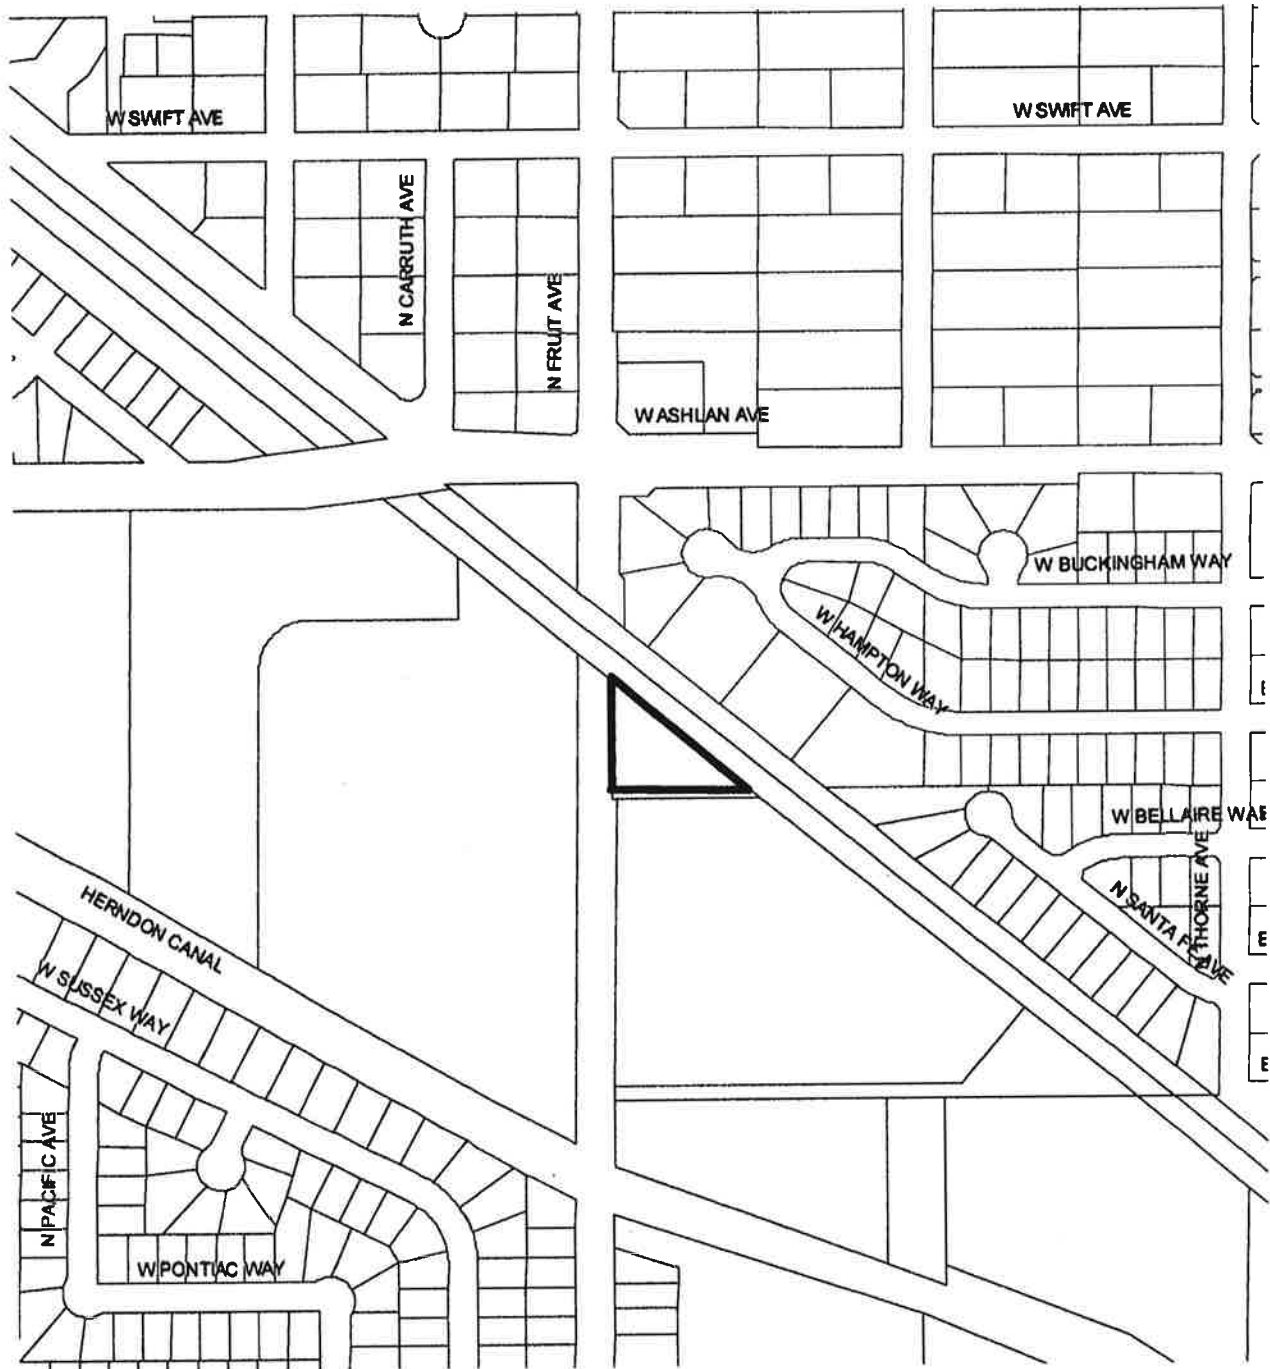 W SWIFT AVE
W SWIFT AVE
N CARRUTH AVE
N FRUIT AVE
W ASHLAN AVE
W BUCKINGHAM WAY
W HAMPTON WAY
W BELLAIRE WA
N THORNE AVE
N SANTA FE AVE
HERNDON CANAL
W SUSSEX WAY
N PACIFIC AVE
W PONTIAC WAY